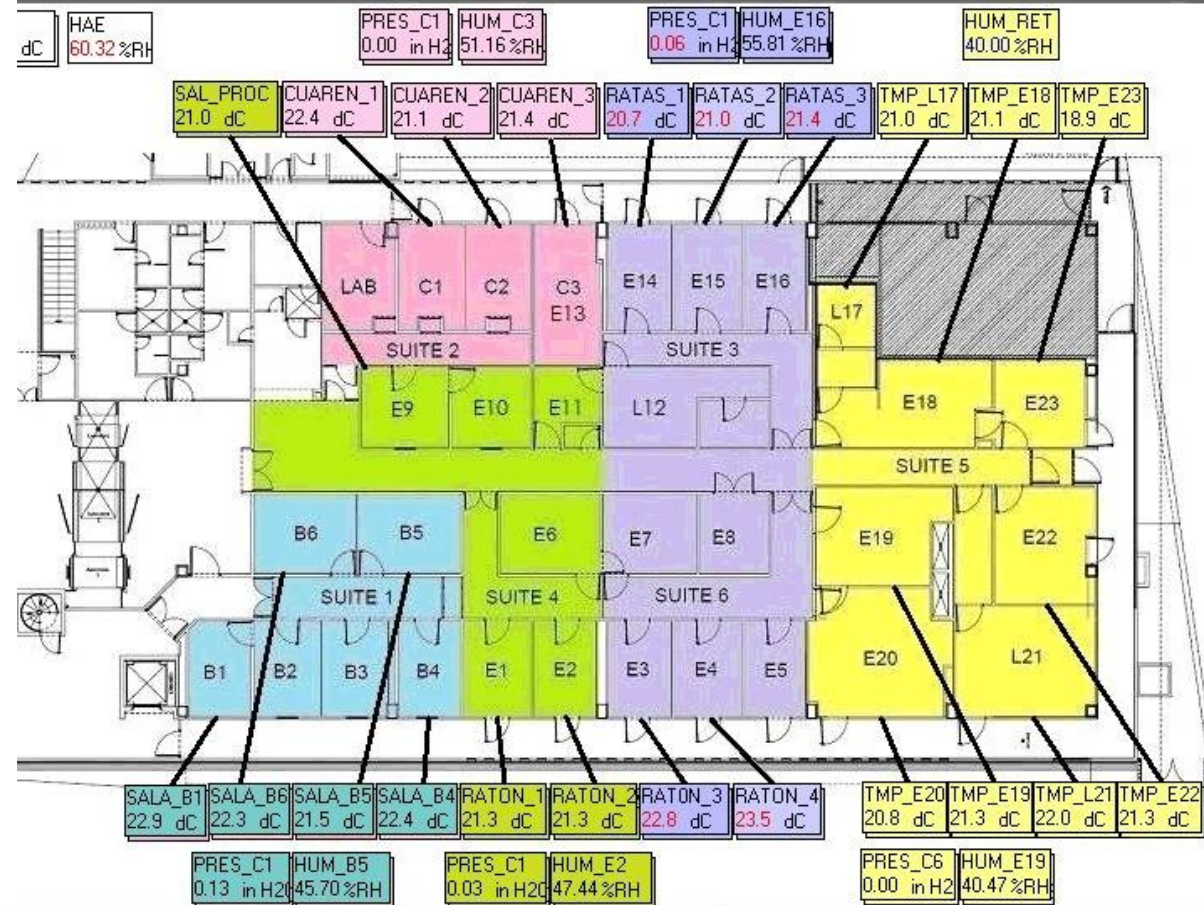 dC
HAE
60.32 %RH
PRES_C1
0.00 in H2
HUM_C3
51.16 %RH
PRES_C1
0.06 in H2
HUM_E16
55.81 %RH
HUM_RET
40.00 %RH
SAL_PROC
21.0 dC
CUAREN_1
22.4 dC
CUAREN_2
21.1 dC
CUAREN_3
21.4 dC
RATAS_1
20.7 dC
RATAS_2
21.0 dC
RATAS_3
21.4 dC
TMP_L17
21.0 dC
TMP_E18
21.1 dC
TMP_E23
18.9 dC
LAB
C1
C2
C3
E13
E14
E15
E16
L17
SUITE 2
SUITE 3
E9
E10
E11
L12
E18
E23
SUITE 5
B6
B5
E6
E7
E8
E19
E22
SUITE 1
SUITE 4
SUITE 6
B1
B2
B3
B4
E1
E2
E3
E4
E5
E20
L21
SALA_B1
22.9 dC
SALA_B6
22.3 dC
SALA_B5
21.5 dC
SALA_B4
22.4 dC
RATON_1
21.3 dC
RATON_2
21.3 dC
RATON_3
22.8 dC
RATON_4
23.5 dC
TMP_E20
20.8 dC
TMP_E19
21.3 dC
TMP_L21
22.0 dC
TMP_E22
21.3 dC
PRES_C1
0.13 in H2O
HUM_B5
45.70 %RH
PRES_C1
0.03 in H2O
HUM_E2
47.44 %RH
PRES_C6
0.00 in H2
HUM_E19
40.47 %RH